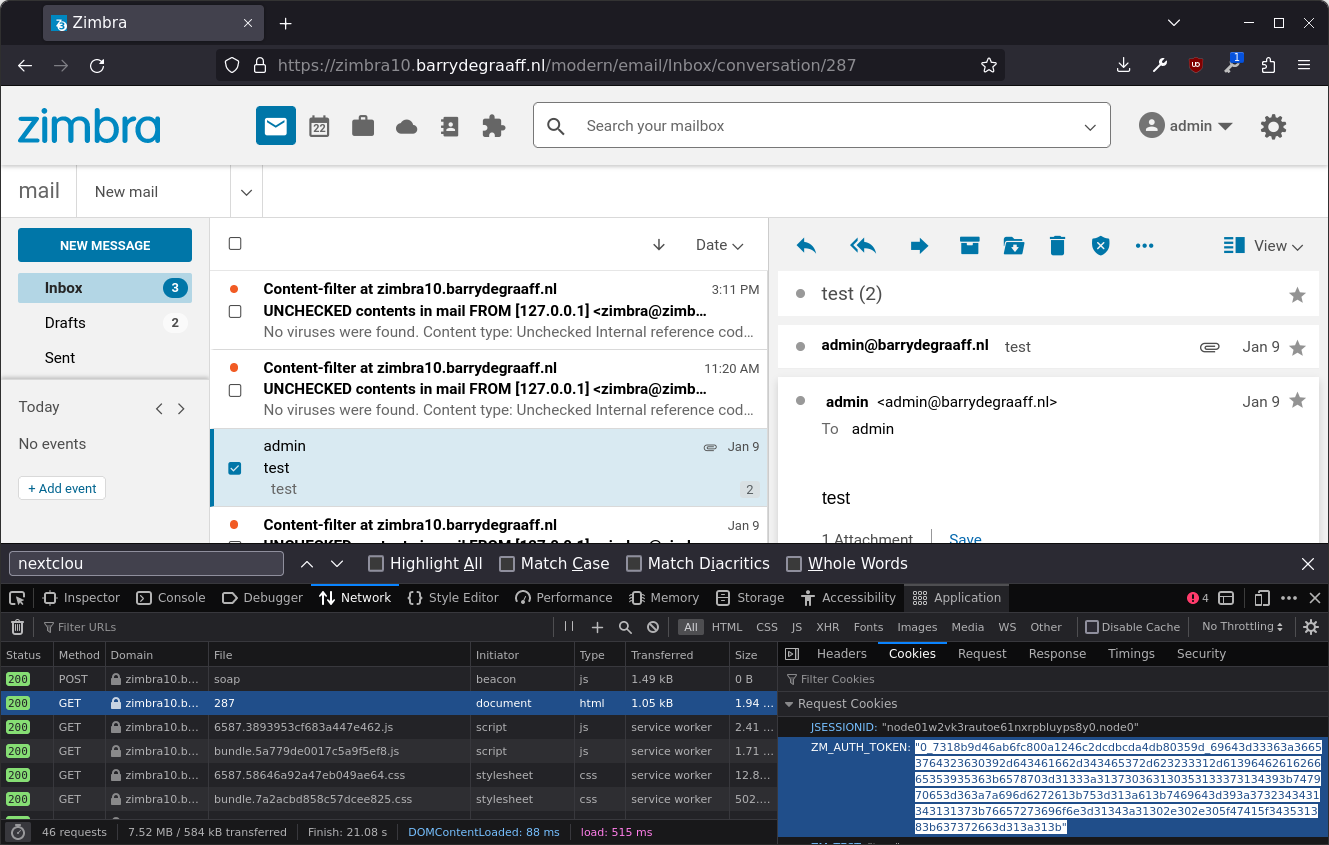 Zimbra
https://zimbra10.barrydegraaff.nl/modern/email/Inbox/conversation/287
1
zimbra
22
Search your mailbox
admin
mail
New mail
NEW MESSAGE
Inbox 3
Drafts 2
Sent
Today
No events
+ Add event
Date
Content-filter at zimbra10.barrydegraaff.nl 3:11 PM
UNCHECKED contents in mail FROM [127.0.0.1] <zimbra@zimb...
No viruses were found. Content type: Unchecked Internal reference cod...
Content-filter at zimbra10.barrydegraaff.nl 11:20 AM
UNCHECKED contents in mail FROM [127.0.0.1] <zimbra@zimb...
No viruses were found. Content type: Unchecked Internal reference cod...
admin Jan 9
test
test 2
Content-filter at zimbra10.barrydegraaff.nl Jan 9
View
test (2)
admin@barrydegraaff.nl test Jan 9
admin <admin@barrydegraaff.nl> Jan 9
To admin
test
1 Attachment Save
nextclou
Highlight All Match Case Match Diacritics Whole Words
Inspector Console Debugger Network Style Editor Performance Memory Storage Accessibility Application 4
Filter URLs All HTML CSS JS XHR Fonts Images Media WS Other Disable Cache No Throttling
Status Method Domain File Initiator Type Transferred Size
200 POST zimbra10.b... soap beacon js 1.49 kB 0 B
200 GET zimbra10.b... 287 document html 1.05 kB 1.94 ...
200 GET zimbra10.b... 6587.3893953cf683a447e462.js script js service worker 2.41 ...
200 GET zimbra10.b... bundle.5a779de0017c5a9f5ef8.js script js service worker 1.71 ...
200 GET zimbra10.b... 6587.58646a92a47eb049ae64.css stylesheet css service worker 12.8...
200 GET zimbra10.b... bundle.7a2acbd858c57dcee825.css stylesheet css service worker 502....
46 requests 7.52 MB / 584 kB transferred Finish: 21.08 s DOMContentLoaded: 88 ms load: 515 ms
Headers Cookies Request Response Timings Security
Filter Cookies
Request Cookies
JSESSIONID: "node01w2vk3rautoe61nxrpbluyps8y0.node0"
ZM_AUTH_TOKEN: "0_7318b9d46ab6fc800a1246c2dcdbcda4db80359d_69643d33363a3665
3764323630392d643461662d343465372d623233312d61396462616266
65353935363b6578703d31333a313730363130353133373134393b7479
70653d363a7a696d6272613b753d313a613b7469643d393a3732343431
343131373b76657273696f6e3d31343a31302e302e305f47415f3435313
83b637372663d313a313b"